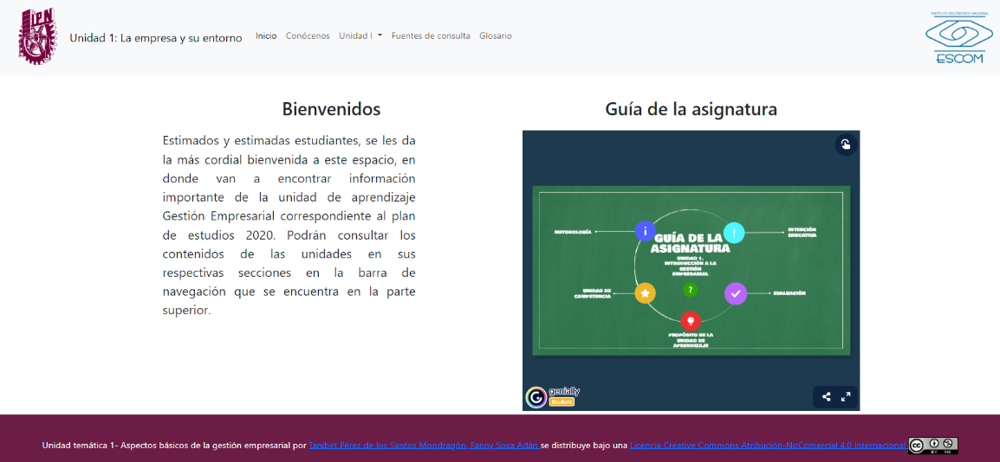 IPN
Unidad 1: La empresa y su entorno
Inicio
Conócenos
Unidad I
Fuentes de consulta
Glosario
INSTITUTO POLITÉCNICO NACIONAL
ESCOM
Bienvenidos
Estimados y estimadas estudiantes, se les da
la más cordial bienvenida a este espacio, en
donde van a encontrar información
importante de la unidad de aprendizaje
Gestión Empresarial correspondiente al plan
de estudios 2020. Podrán consultar los
contenidos de las unidades en sus
respectivas secciones en la barra de
navegación que se encuentra en la parte
superior.
Guía de la asignatura
METODOLOGÍA
INTENCIÓN
EDUCATIVA
GUÍA DE LA
ASIGNATURA
UNIDAD 1.
INTRODUCCIÓN A LA
GESTIÓN
EMPRESARIAL
UNIDAD DE
COMPETENCIA
EVALUACIÓN
PROPÓSITO DE LA
UNIDAD DE
APRENDIZAJE
genially
Student
Unidad temática 1- Aspectos básicos de la gestión empresarial por Tanibet Pérez de los Santos Mondragón, Fanny Sosa Adán se distribuye bajo una Licencia Creative Commons Atribución-NoComercial 4.0 Internacional
cc
BY NC